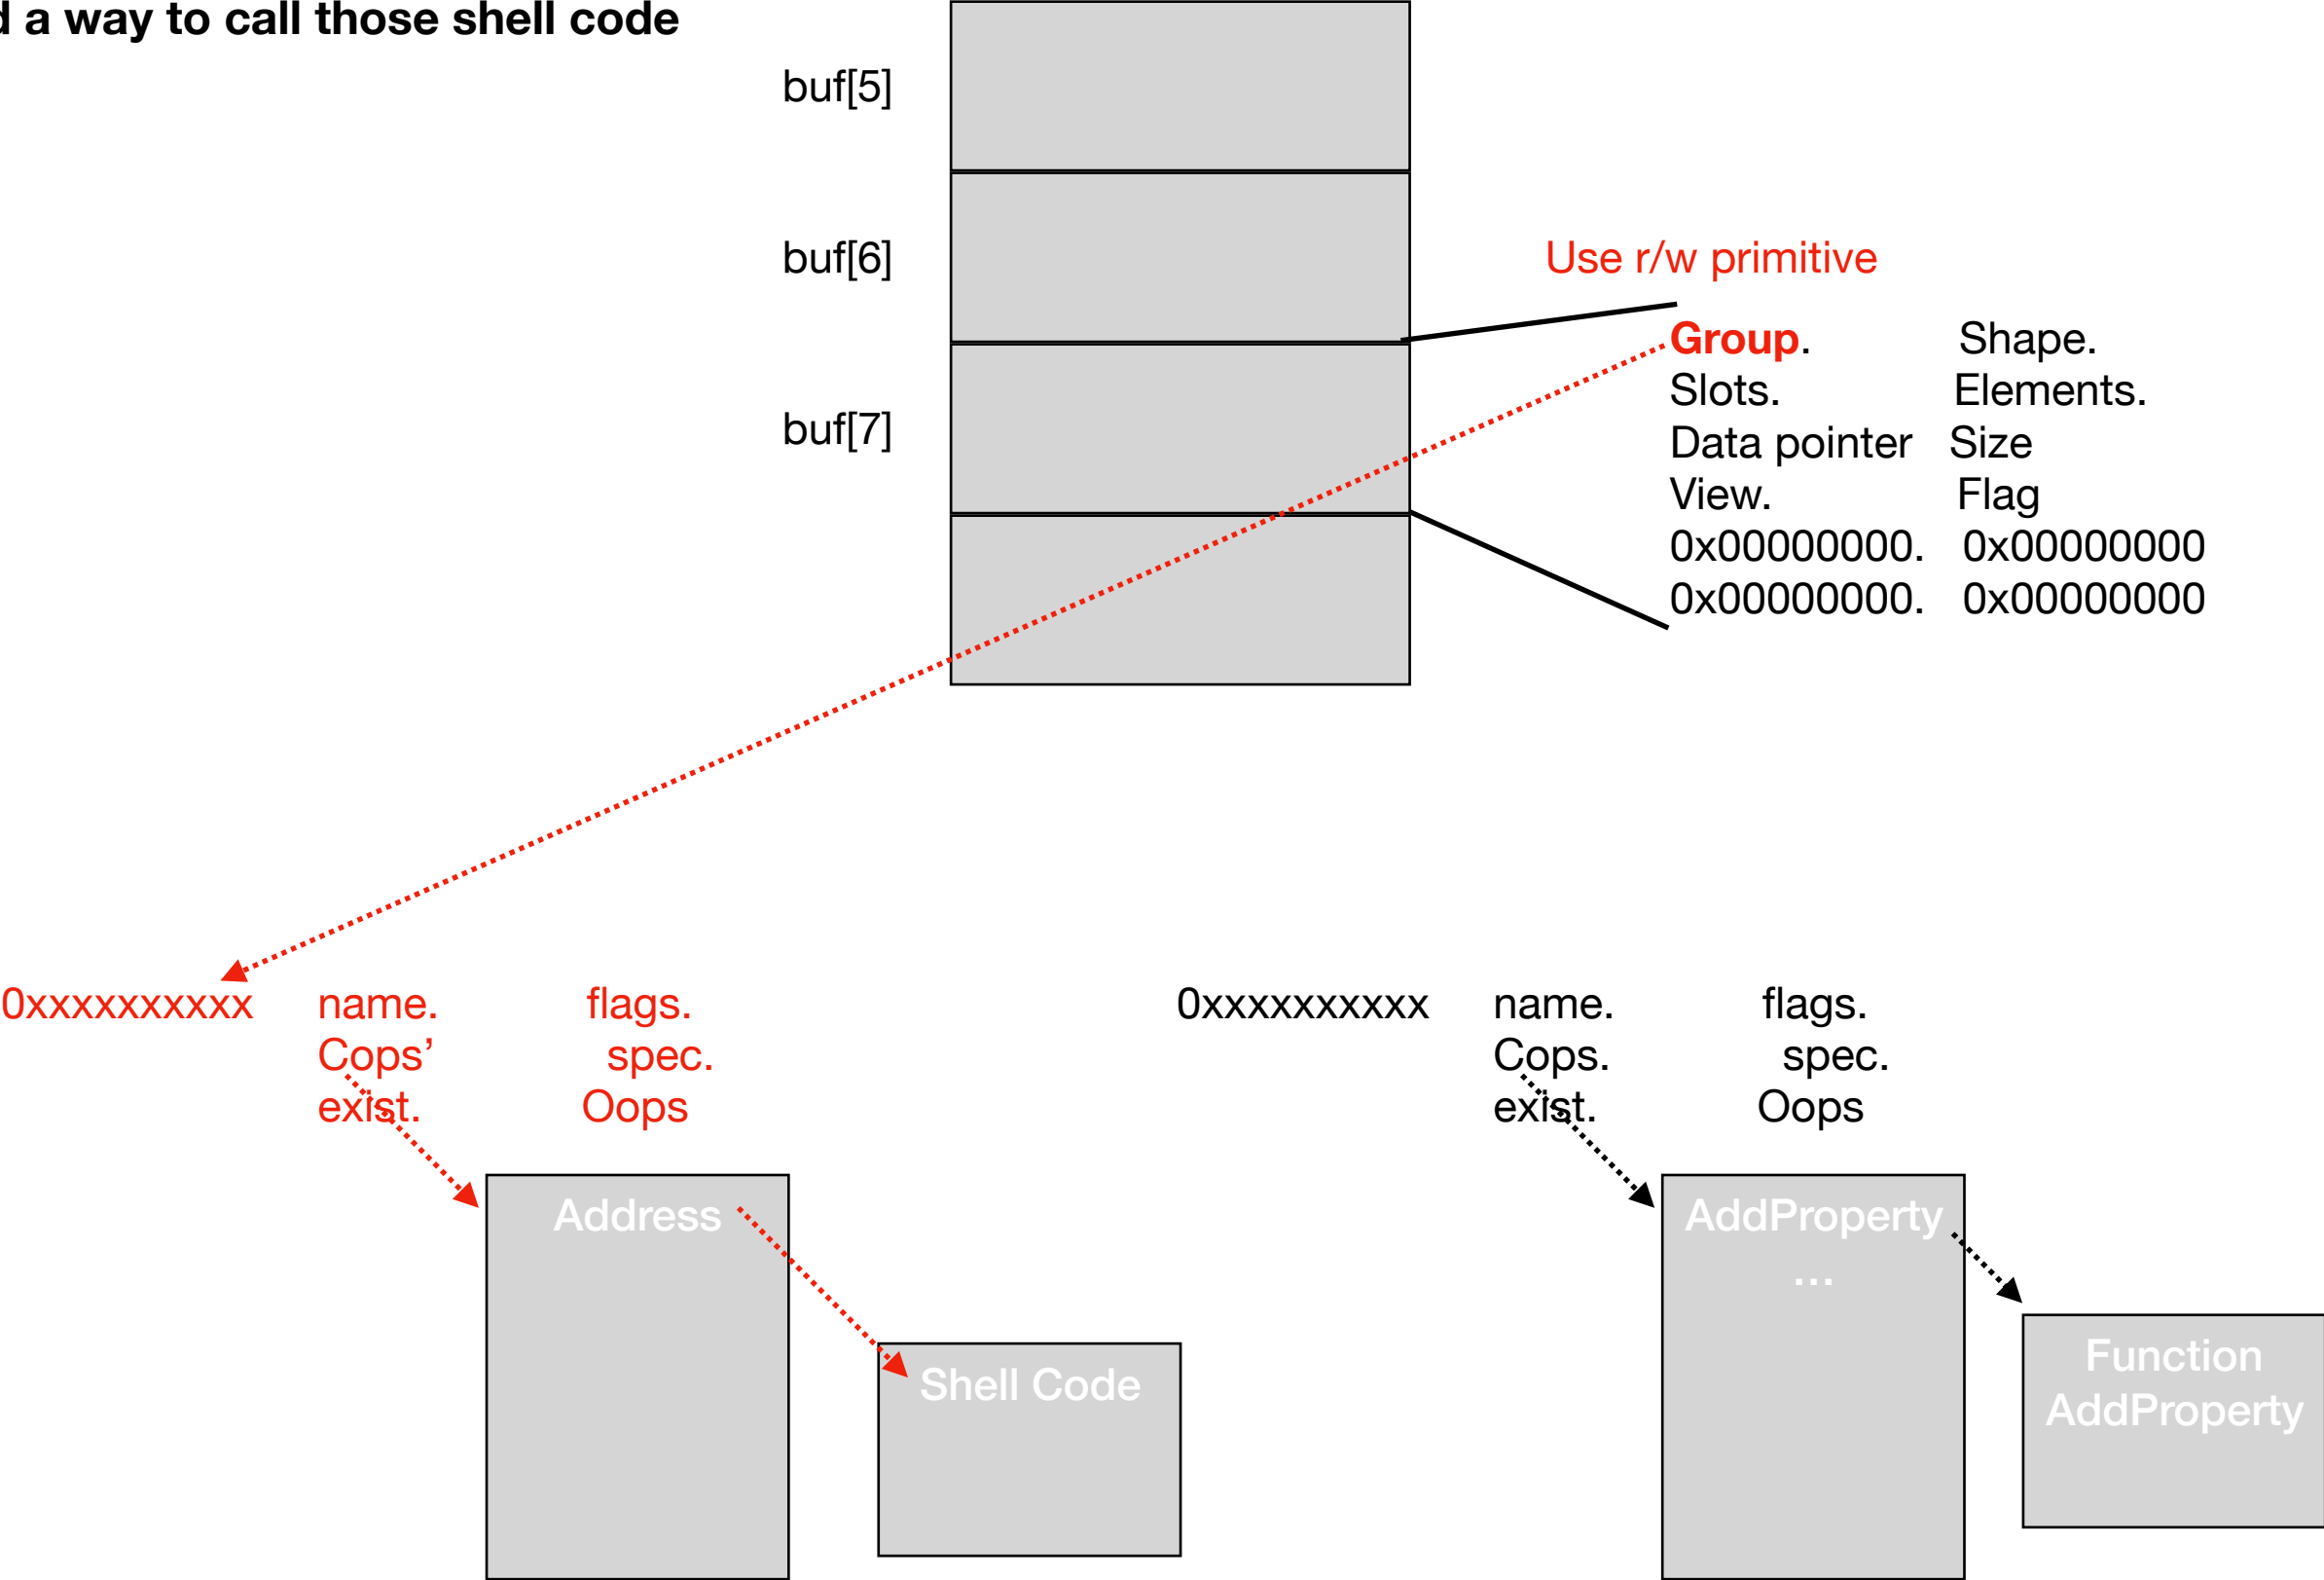 a way to call those shell code
buf[5]
buf[6]
Use r/w primitive
Group. Shape.
Slots. Elements.
buf[7]
Data pointer Size
View. Flag
0x00000000. 0x00000000
0x00000000. 0x00000000
0xxxxxxxxxx name. flags.
Cops’ spec.
exist. Oops
0xxxxxxxxxx name. flags.
Cops. spec.
exist. Oops
Address
Shell Code
AddProperty
...
Function
AddProperty